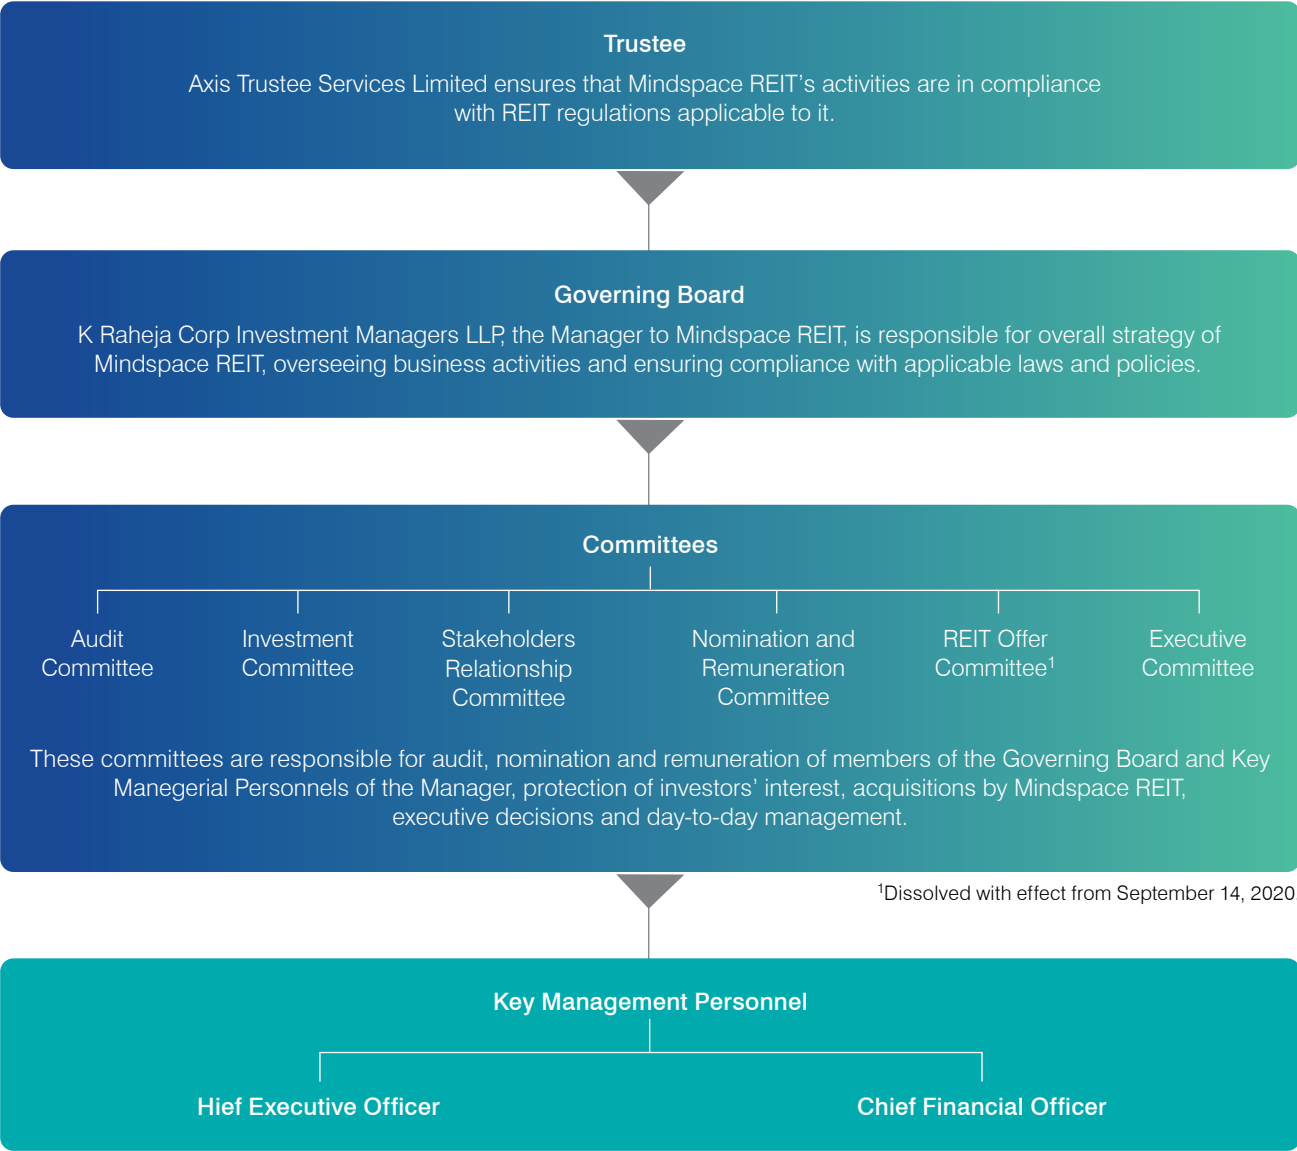 Trustee
Axis Trustee Services Limited ensures that Mindspace REIT’s activities are in compliance
with REIT regulations applicable to it.
Governing Board
K Raheja Corp Investment Managers LLP, the Manager to Mindspace REIT, is responsible for overall strategy of
Mindspace REIT, overseeing business activities and ensuring compliance with applicable laws and policies.
Committees
Audit
Committee
Investment
Committee
Stakeholders
Relationship
Committee
Nomination and
Remuneration
Committee
REIT Offer
Committee¹
Executive
Committee
These committees are responsible for audit, nomination and remuneration of members of the Governing Board and Key
Manegerial Personnels of the Manager, protection of investors’ interest, acquisitions by Mindspace REIT,
executive decisions and day-to-day management.
¹Dissolved with effect from September 14, 2020.
Key Management Personnel
Hief Executive Officer
Chief Financial Officer